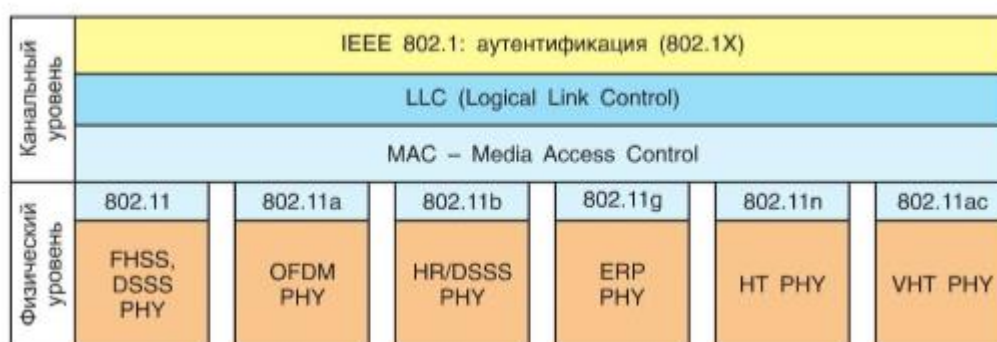 Канальный
уровень
IEEE 802.1: аутентификация (802.1X)
LLC (Logical Link Control)
MAC – Media Access Control
Физический
уровень
802.11
802.11a
802.11b
802.11g
802.11n
802.11ac
FHSS,
DSSS
PHY
OFDM
PHY
HR/DSSS
PHY
ERP
PHY
HT PHY
VHT PHY